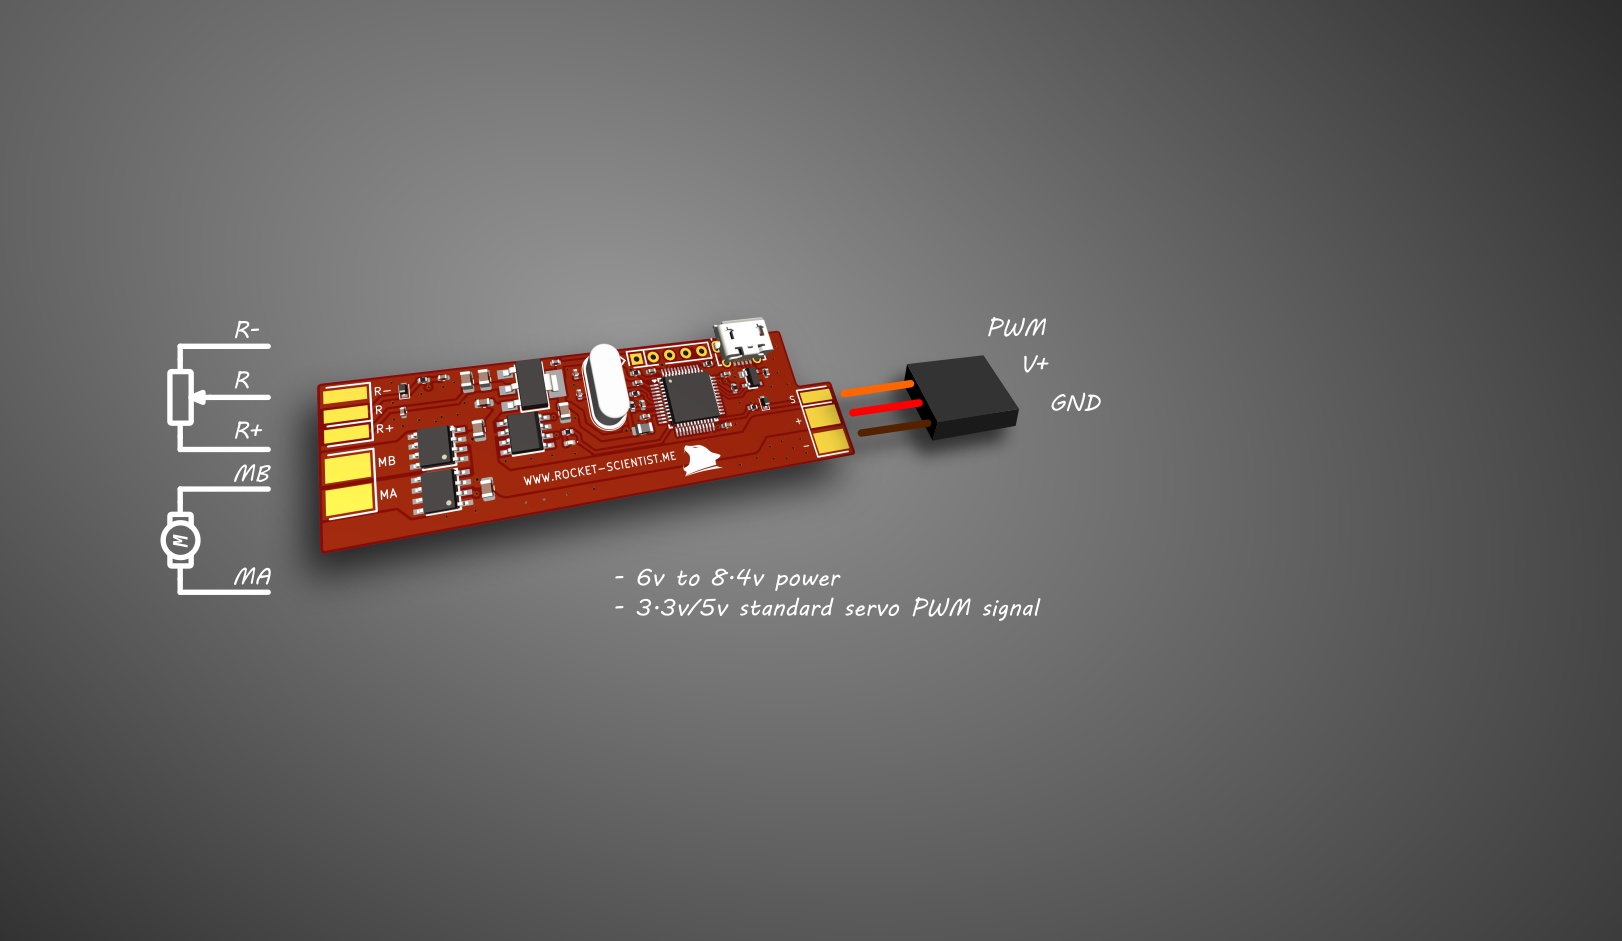 R-
R
R+
MB
M
MA
R-
R
R+
MB
MA
WWW.ROCKET-SCIENTIST.ME
S
+
-
PWM
V+
GND
- 6v to 8.4v power
- 3.3v/5v standard servo PWM signal